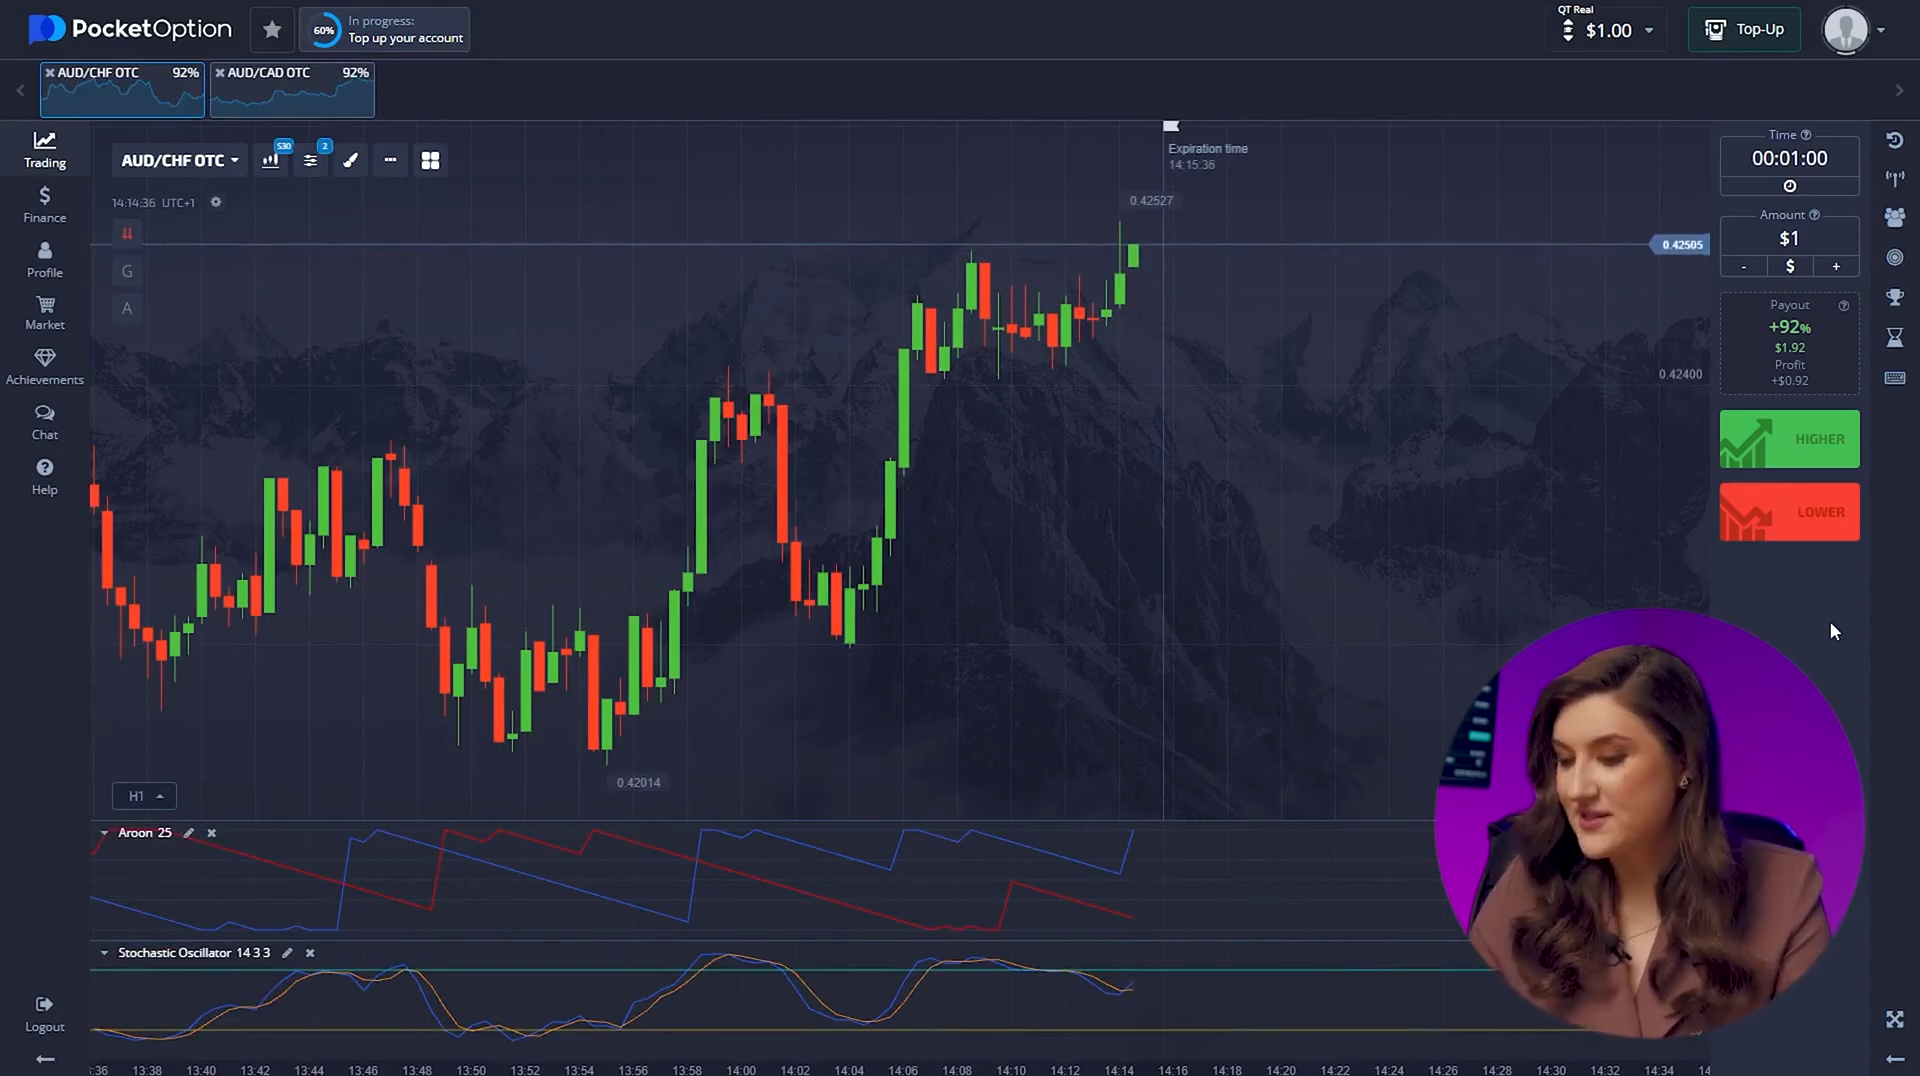 PocketOption
60%
In progress:
Top up your account
QT Real
$1.00
Top-Up
AUD/CHF OTC 92%
AUD/CAD OTC 92%
Trading
Finance
Profile
Market
Achievements
Chat
Help
Logout
AUD/CHF OTC
S30
2
14:14:36 UTC+1
G
A
Expiration time
14:15:36
0.42527
0.42505
0.42400
0.42014
Time
00:01:00
Amount
$1
- $ +
Payout
+92%
$1.92
Profit
+$0.92
HIGHER
LOWER
H1
Aroon 25
Stochastic Oscillator 14 3 3
:36 13:38 13:40 13:42 13:44 13:46 13:48 13:50 13:52 13:54 13:56 13:58 14:00 14:02 14:04 14:06 14:08 14:10 14:12 14:14 14:16 14:18 14:20 14:22 14:24 14:26 14:28 14:30 14:32 14:34 14: